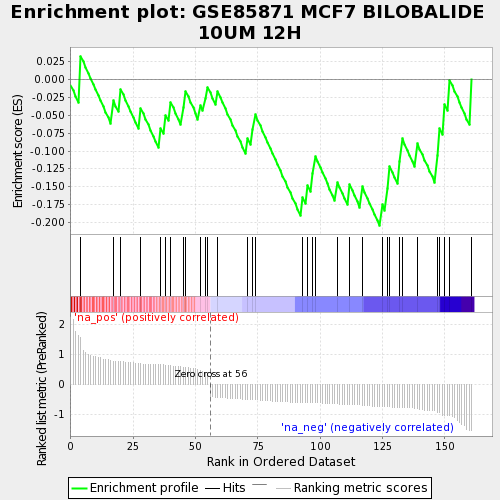 Enrichment plot: GSE85871 MCF7 BILOBALIDE
10UM 12H
Enrichment score (ES)
0.025
0.000
-0.025
-0.050
-0.075
-0.100
-0.125
-0.150
-0.175
-0.200
'na_pos' (positively correlated)
Ranked list metric (PreRanked)
2
1
0
-1
Zero cross at 56
'na_neg' (negatively correlated)
0 25 50 75 100 125 150
Rank in Ordered Dataset
Enrichment profile Hits Ranking metric scores